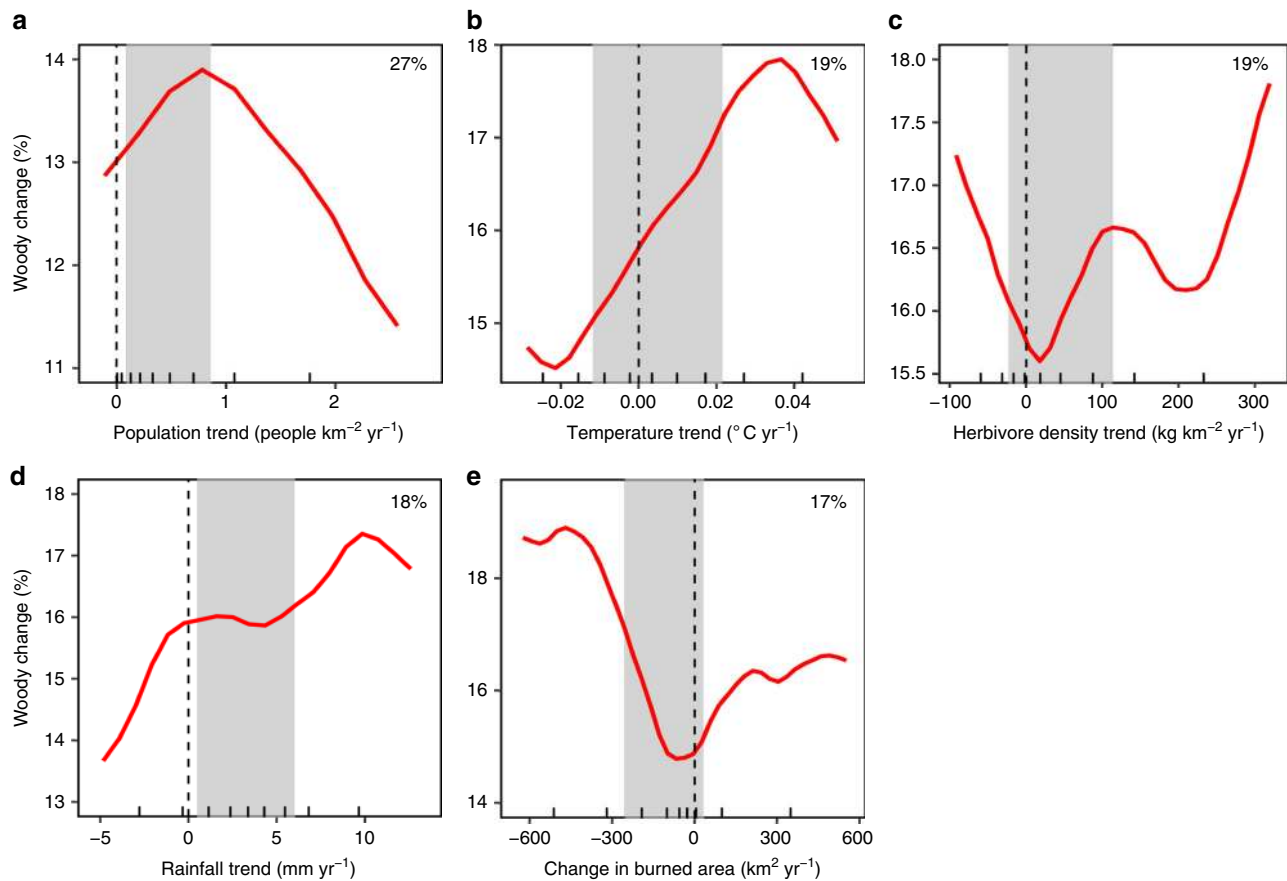 a
27%
14
13
12
11
Woody change (%)
0 1 2
Population trend (people km⁻² yr⁻¹)
b
19%
18
17
16
15
−0.02 0.00 0.02 0.04
Temperature trend (°C yr⁻¹)
c
19%
18.0
17.5
17.0
16.5
16.0
15.5
−100 0 100 200 300
Herbivore density trend (kg km⁻² yr⁻¹)
d
18%
18
17
16
15
14
13
Woody change (%)
−5 0 5 10
Rainfall trend (mm yr⁻¹)
e
17%
18
16
14
−600 −300 0 300 600
Change in burned area (km² yr⁻¹)